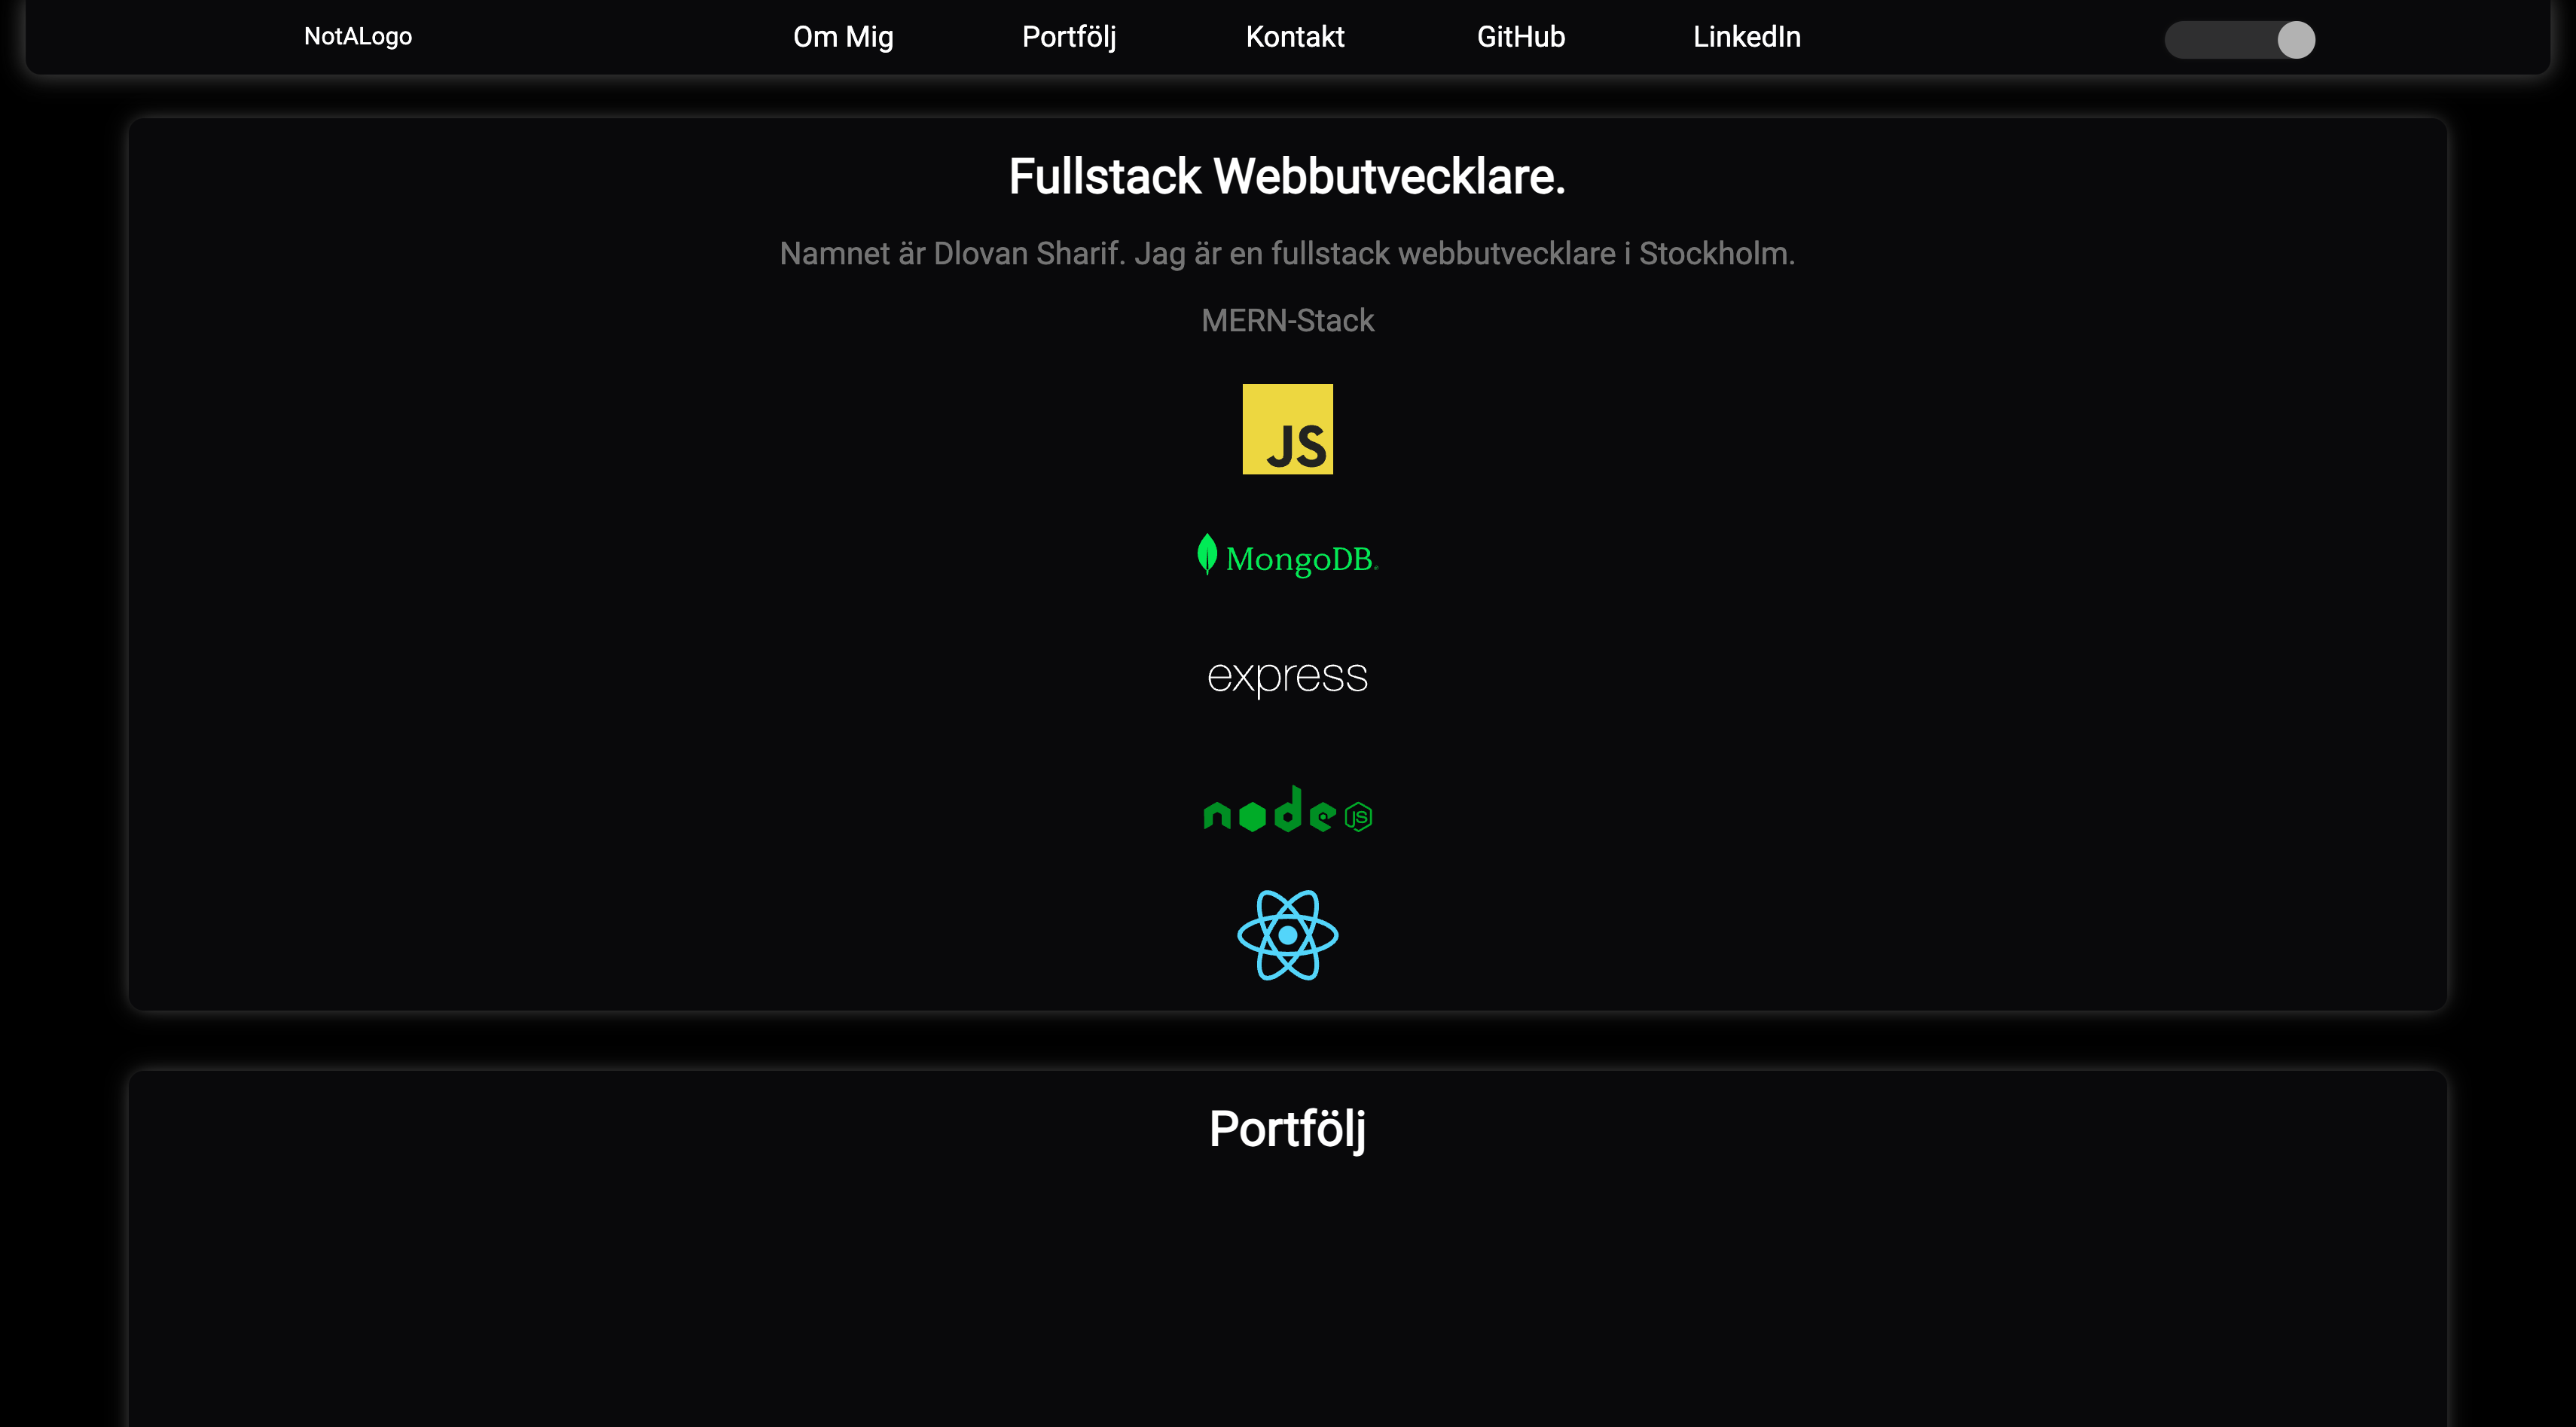 NotALogo Om Mig Portfölj Kontakt GitHub LinkedIn
Fullstack Webbutvecklare.
Namnet är Dlovan Sharif. Jag är en fullstack webbutvecklare i Stockholm.
MERN-Stack
JS
MongoDB
express
node JS
Portfölj